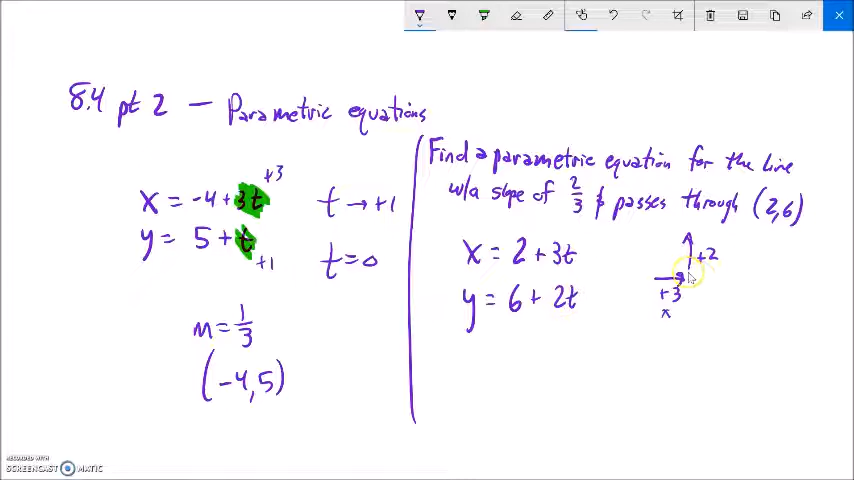 8.4 pt 2 — Parametric equations
x = -4 + 3t
+3
y = 5 + t
+1
t → +1
t = 0
m = 1/3
(-4, 5)
Find a parametric equation for the line
w/a slope of 2/3 & passes through (2,6)
x = 2 + 3t
y = 6 + 2t
+2
+3
x
RECORDED WITH
SCREENCAST MATIC